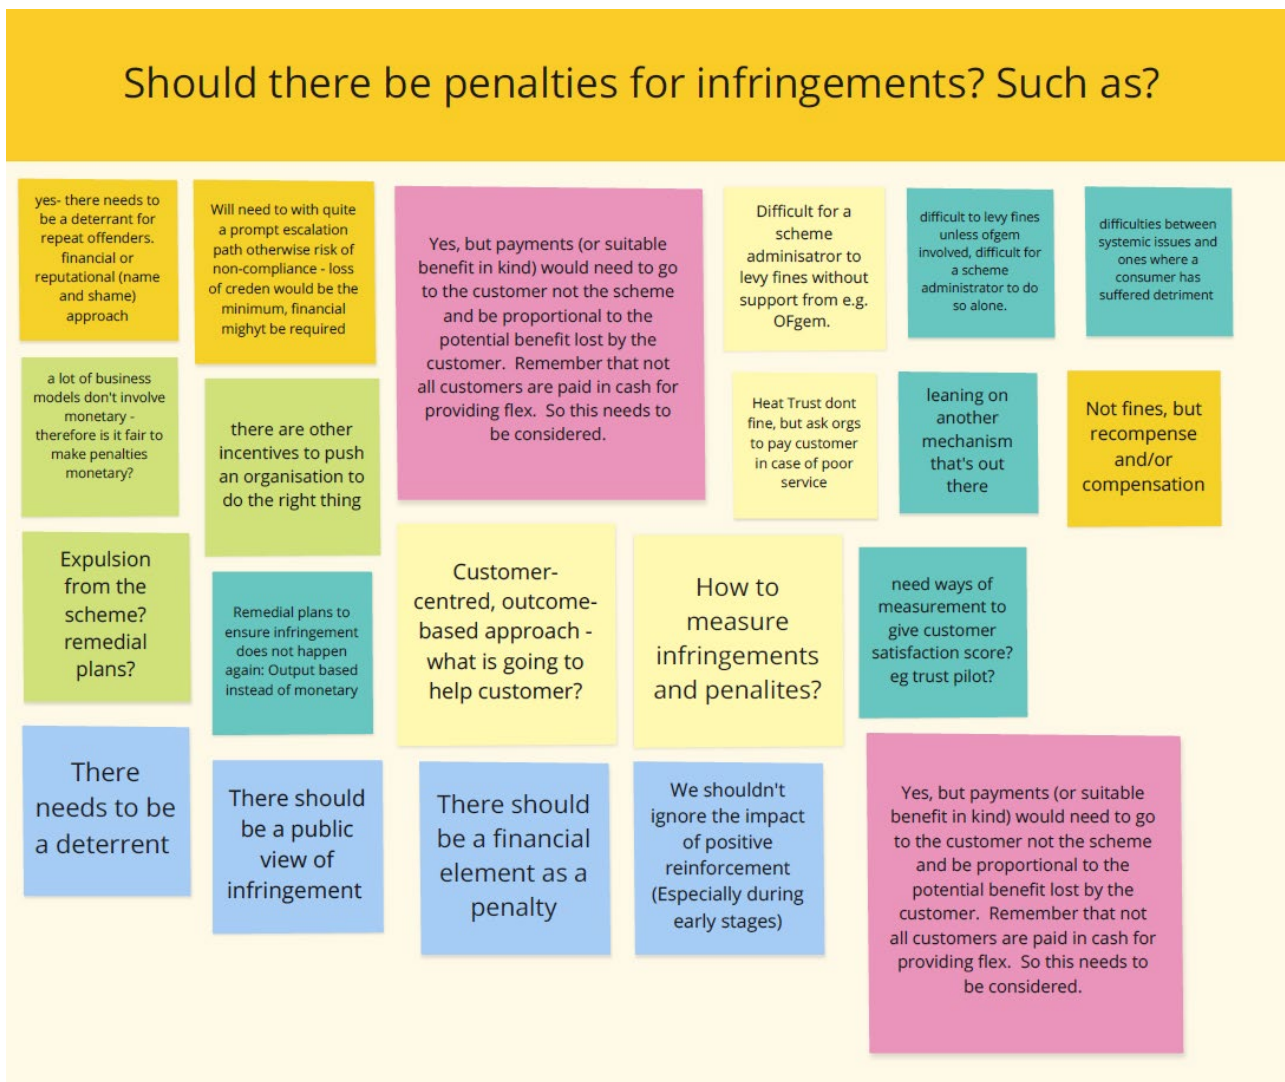 Should there be penalties for infringements? Such as?
yes- there needs to
be a deterrant for
repeat offenders.
financial or
reputational (name
and shame)
approach
Will need to with quite
a prompt escalation
path otherwise risk of
non-compliance - loss
of creden would be the
minimum, financial
mighyt be required
Yes, but payments (or suitable
benefit in kind) would need to go
to the customer not the scheme
and be proportional to the
potential benefit lost by the
customer. Remember that not
all customers are paid in cash for
providing flex. So this needs to
be considered.
Difficult for a
scheme
adminisatror to
levy fines without
support from e.g.
OFgem.
difficult to levy fines
unless ofgem
involved, difficult for
a scheme
administrator to do
so alone.
difficulties between
systemic issues and
ones where a
consumer has
suffered detriment
a lot of business
models don't involve
monetary -
therefore is it fair to
make penalties
monetary?
there are other
incentives to push
an organisation to
do the right thing
Heat Trust dont
fine, but ask orgs
to pay customer
in case of poor
service
leaning on
another
mechanism
that's out
there
Not fines, but
recompense
and/or
compensation
Expulsion
from the
scheme?
remedial
plans?
Remedial plans to
ensure infringement
does not happen
again: Output based
instead of monetary
Customer-
centred, outcome-
based approach -
what is going to
help customer?
How to
measure
infringements
and penalites?
need ways of
measurement to
give customer
satisfaction score?
eg trust pilot?
There
needs to be
a deterrent
There should
be a public
view of
infringement
There should
be a financial
element as a
penalty
We shouldn't
ignore the impact
of positive
reinforcement
(Especially during
early stages)
Yes, but payments (or suitable
benefit in kind) would need to go
to the customer not the scheme
and be proportional to the
potential benefit lost by the
customer. Remember that not
all customers are paid in cash for
providing flex. So this needs to
be considered.